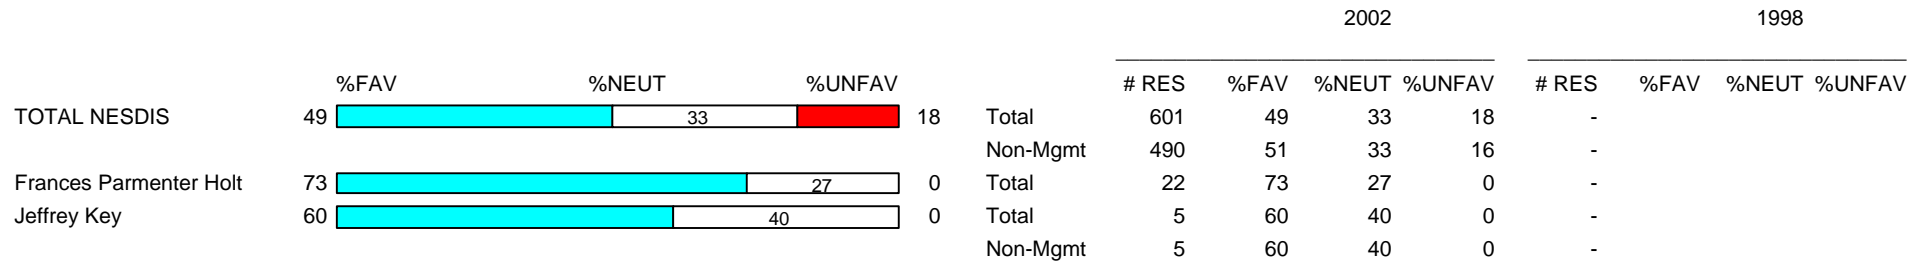 2002 1998
%FAV %NEUT %UNFAV # RES %FAV %NEUT %UNFAV # RES %FAV %NEUT %UNFAV
TOTAL NESDIS 49 33 18 Total 601 49 33 18 -
Non-Mgmt 490 51 33 16 -
Frances Parmenter Holt 73 27 0 Total 22 73 27 0 -
Jeffrey Key 60 40 0 Total 5 60 40 0 -
Non-Mgmt 5 60 40 0 -